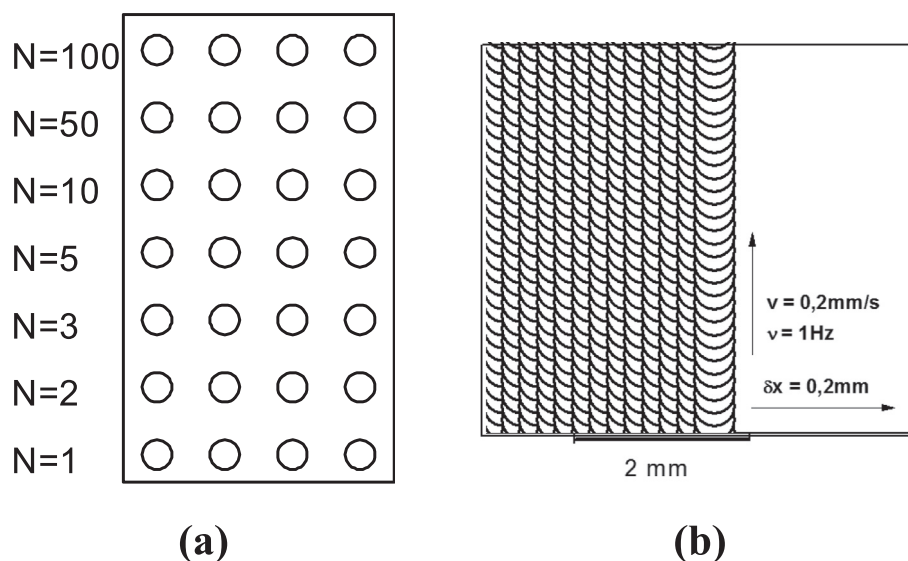 N=100
N=50
N=10
N=5
N=3
N=2
N=1
(a)
v = 0,2mm/s
ν = 1Hz
δx = 0,2mm
2 mm
(b)